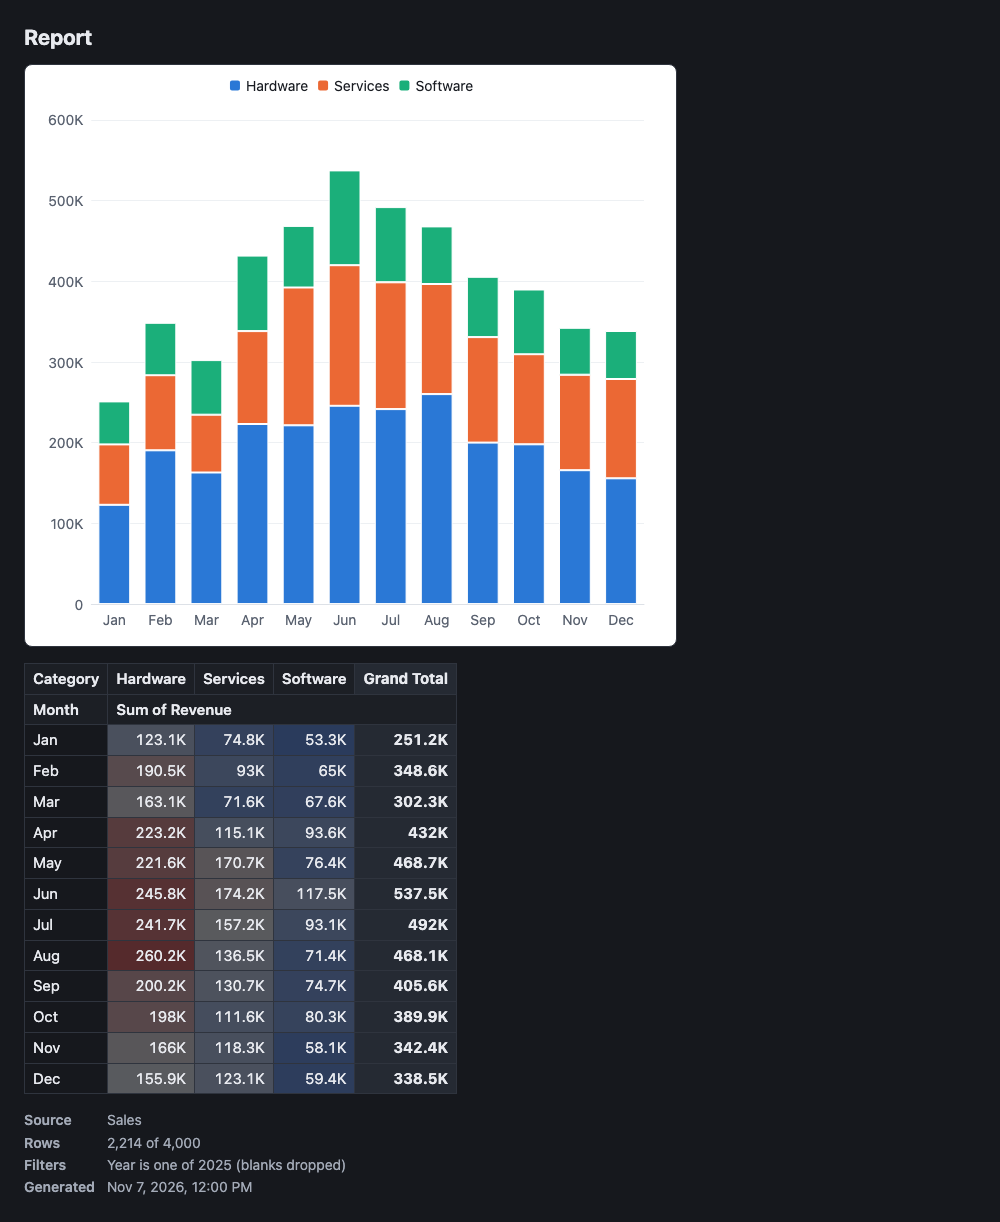 Report
Hardware Services Software
600K
500K
400K
300K
200K
100K
0
Jan Feb Mar Apr May Jun Jul Aug Sep Oct Nov Dec
Category Hardware Services Software Grand Total
Month Sum of Revenue
Jan 123.1K 74.8K 53.3K 251.2K
Feb 190.5K 93K 65K 348.6K
Mar 163.1K 71.6K 67.6K 302.3K
Apr 223.2K 115.1K 93.6K 432K
May 221.6K 170.7K 76.4K 468.7K
Jun 245.8K 174.2K 117.5K 537.5K
Jul 241.7K 157.2K 93.1K 492K
Aug 260.2K 136.5K 71.4K 468.1K
Sep 200.2K 130.7K 74.7K 405.6K
Oct 198K 111.6K 80.3K 389.9K
Nov 166K 118.3K 58.1K 342.4K
Dec 155.9K 123.1K 59.4K 338.5K
Source Sales
Rows 2,214 of 4,000
Filters Year is one of 2025 (blanks dropped)
Generated Nov 7, 2026, 12:00 PM